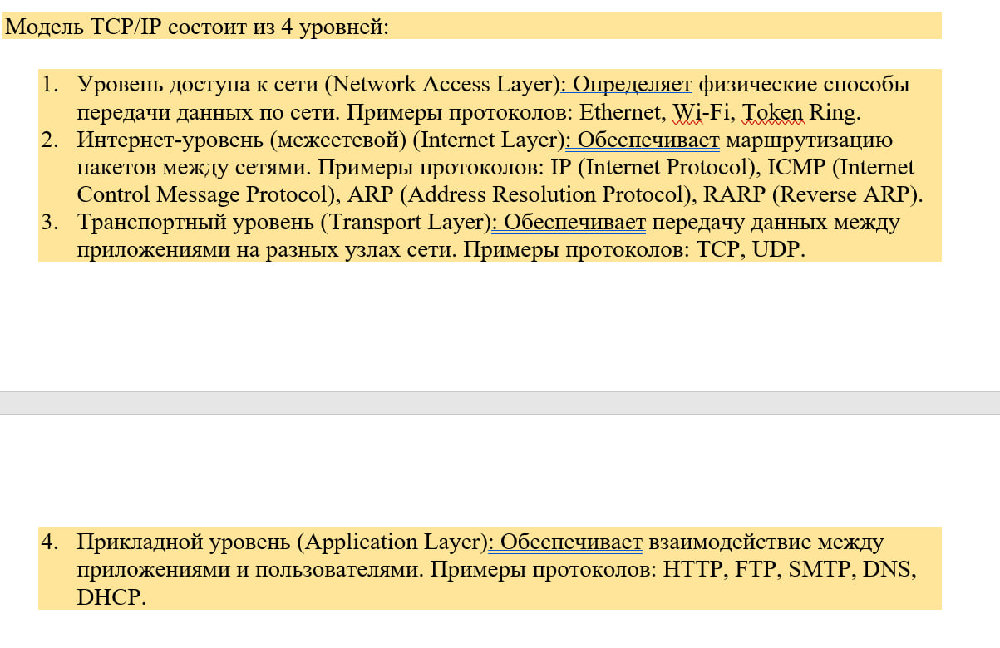 Модель TCP/IP состоит из 4 уровней:
1. Уровень доступа к сети (Network Access Layer): Определяет физические способы
передачи данных по сети. Примеры протоколов: Ethernet, Wi-Fi, Token Ring.
2. Интернет-уровень (межсетевой) (Internet Layer): Обеспечивает маршрутизацию
пакетов между сетями. Примеры протоколов: IP (Internet Protocol), ICMP (Internet
Control Message Protocol), ARP (Address Resolution Protocol), RARP (Reverse ARP).
3. Транспортный уровень (Transport Layer): Обеспечивает передачу данных между
приложениями на разных узлах сети. Примеры протоколов: TCP, UDP.
4. Прикладной уровень (Application Layer): Обеспечивает взаимодействие между
приложениями и пользователями. Примеры протоколов: HTTP, FTP, SMTP, DNS,
DHCP.